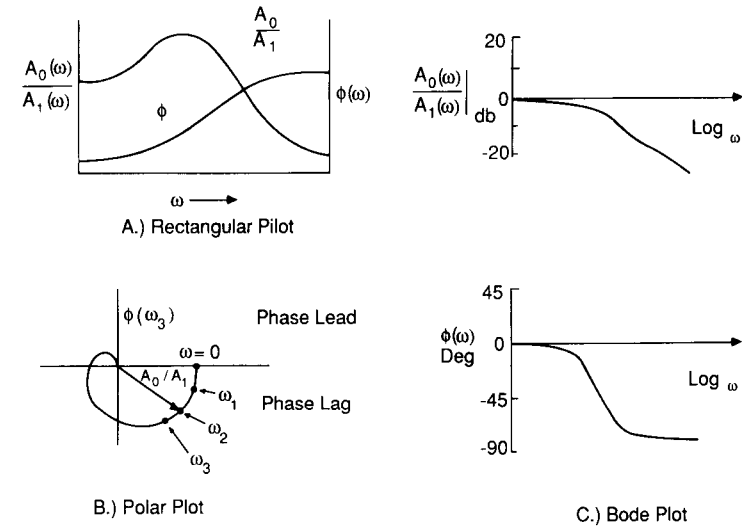 A₀
A₁
A₀(ω)
A₁(ω)
ϕ
ϕ(ω)
ω
A.) Rectangular Pilot
20
A₀(ω)
A₁(ω)
db
0
Log ω
-20
ϕ(ω₃)
Phase Lead
ω = 0
A₀/A₁
ω₁
Phase Lag
ω₂
ω₃
B.) Polar Plot
45
ϕ(ω)
Deg
0
Log ω
-45
-90
C.) Bode Plot